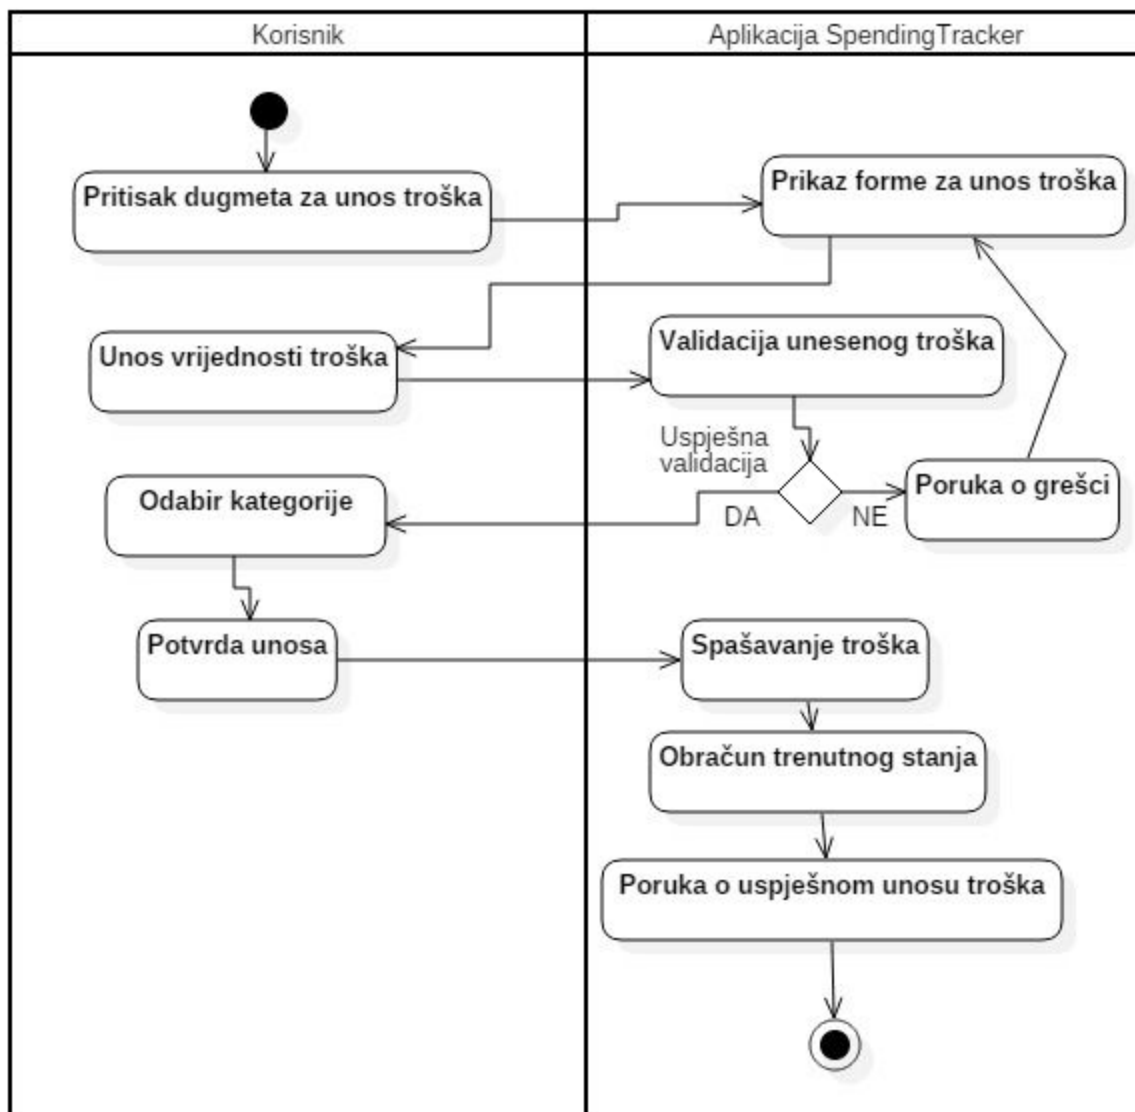 Korisnik
Aplikacija SpendingTracker
Pritisak dugmeta za unos troška
Prikaz forme za unos troška
Unos vrijednosti troška
Validacija unesenog troška
Uspješna
validacija
DA
NE
Poruka o grešci
Odabir kategorije
Potvrda unosa
Spašavanje troška
Obračun trenutnog stanja
Poruka o uspješnom unosu troška